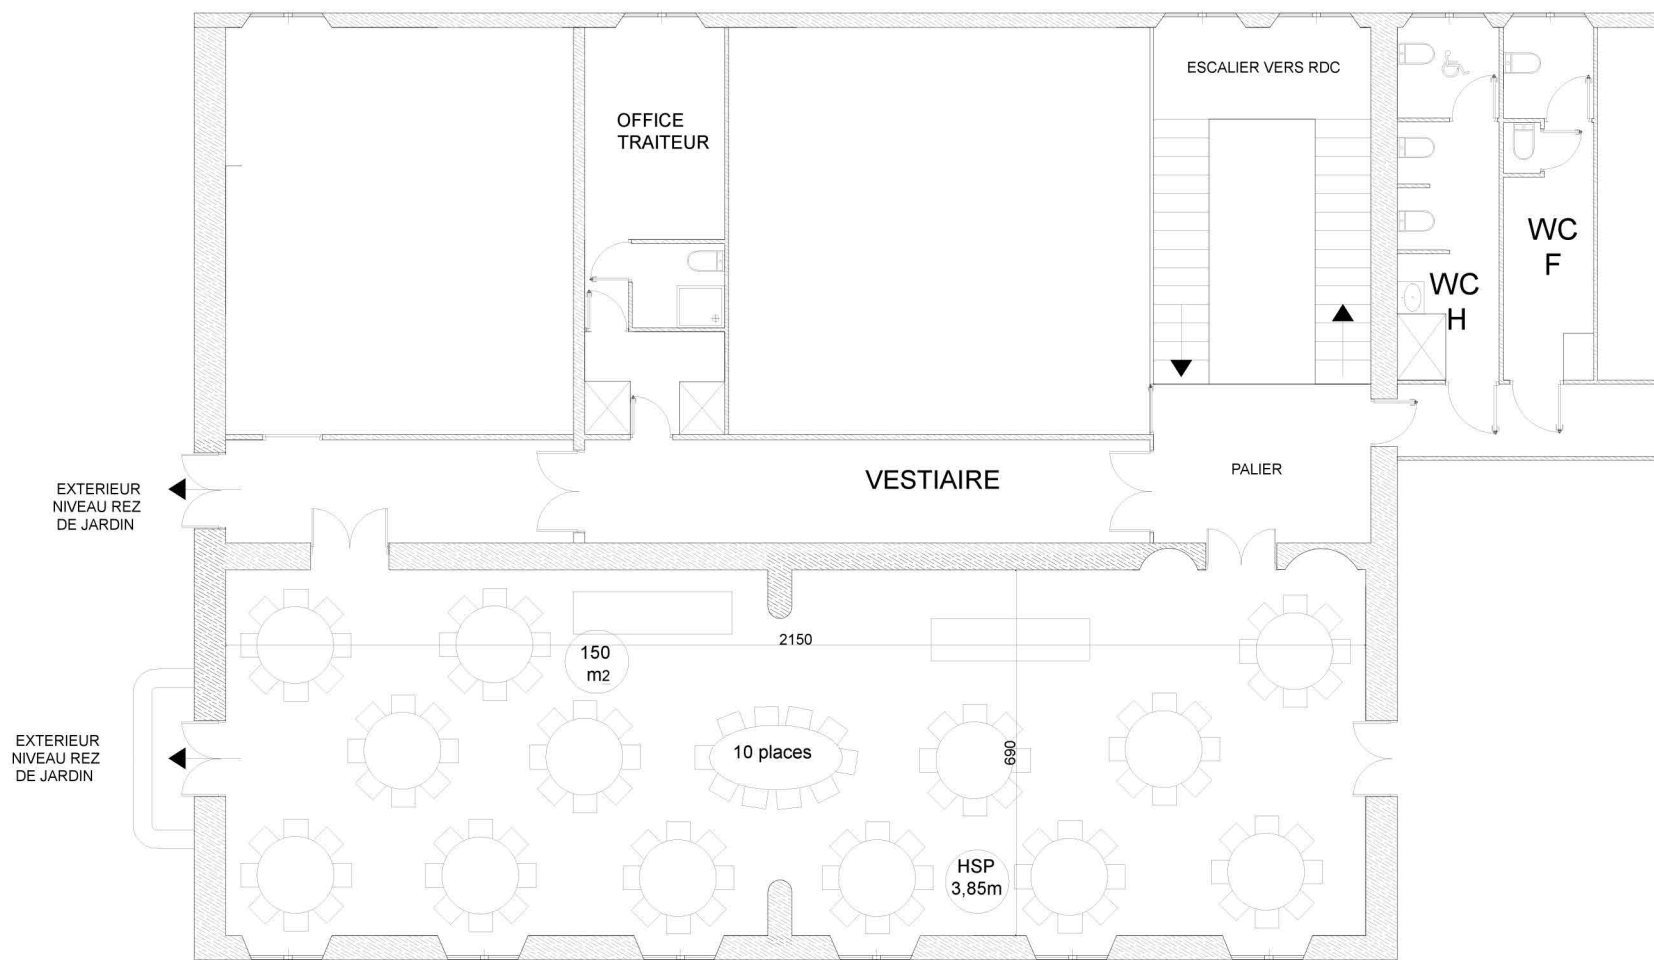 ESCALIER VERS RDC
OFFICE
TRAITEUR
WC
F
WC
H
VESTIAIRE
PALIER
EXTERIEUR
NIVEAU REZ
DE JARDIN
2150
150
m2
EXTERIEUR
NIVEAU REZ
DE JARDIN
10 places
690
HSP
3,85m